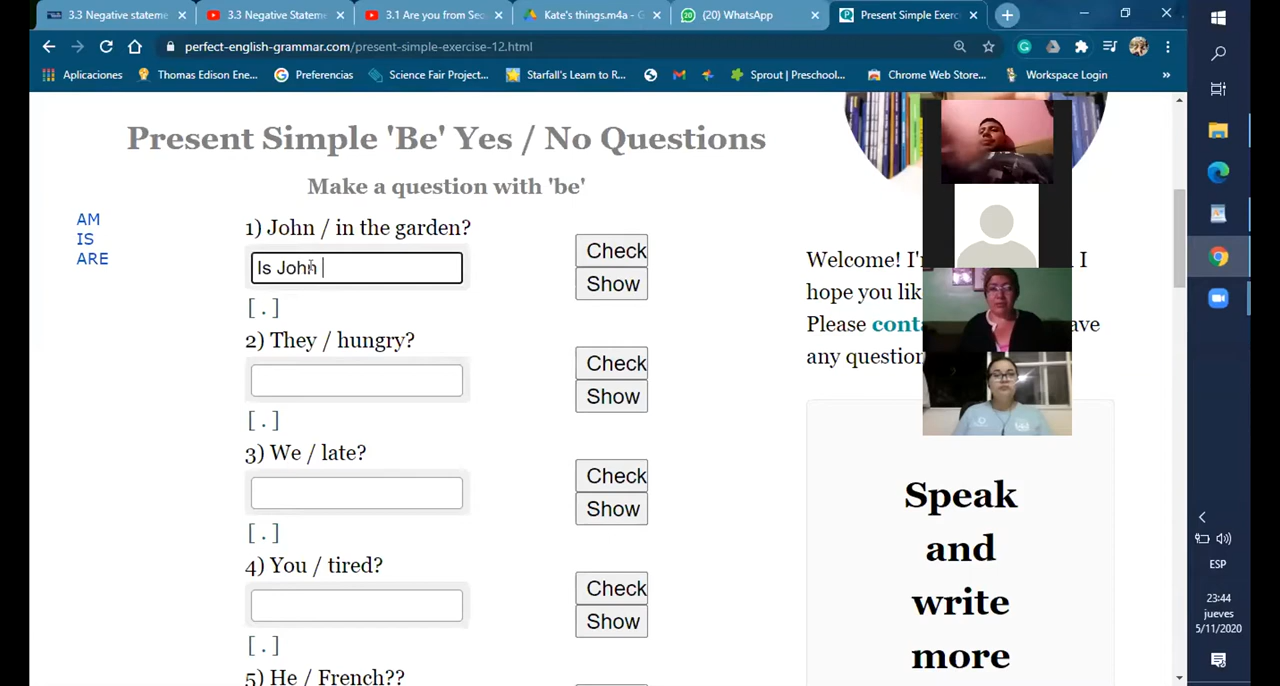 3.3 Negative stateme
3.3 Negative Stateme
3.1 Are you from Seo
Kate's things.m4a - G
(20) WhatsApp
Present Simple Exerc
perfect-english-grammar.com/present-simple-exercise-12.html
Aplicaciones
Thomas Edison Ene...
Preferencias
Science Fair Project...
Starfall's Learn to R...
Sprout | Preschool...
Chrome Web Store...
Workspace Login
»
Present Simple 'Be' Yes / No Questions
Make a question with 'be'
AM
IS
ARE
1) John / in the garden?
Is John
Check
Show
[ . ]
2) They / hungry?
Check
Show
[ . ]
3) We / late?
Check
Show
[ . ]
4) You / tired?
Check
Show
[ . ]
5) He / French??
Welcome! I'
I
hope you lik
Please conta
ave
any question
Speak
and
write
more
ESP
23:44
jueves
5/11/2020